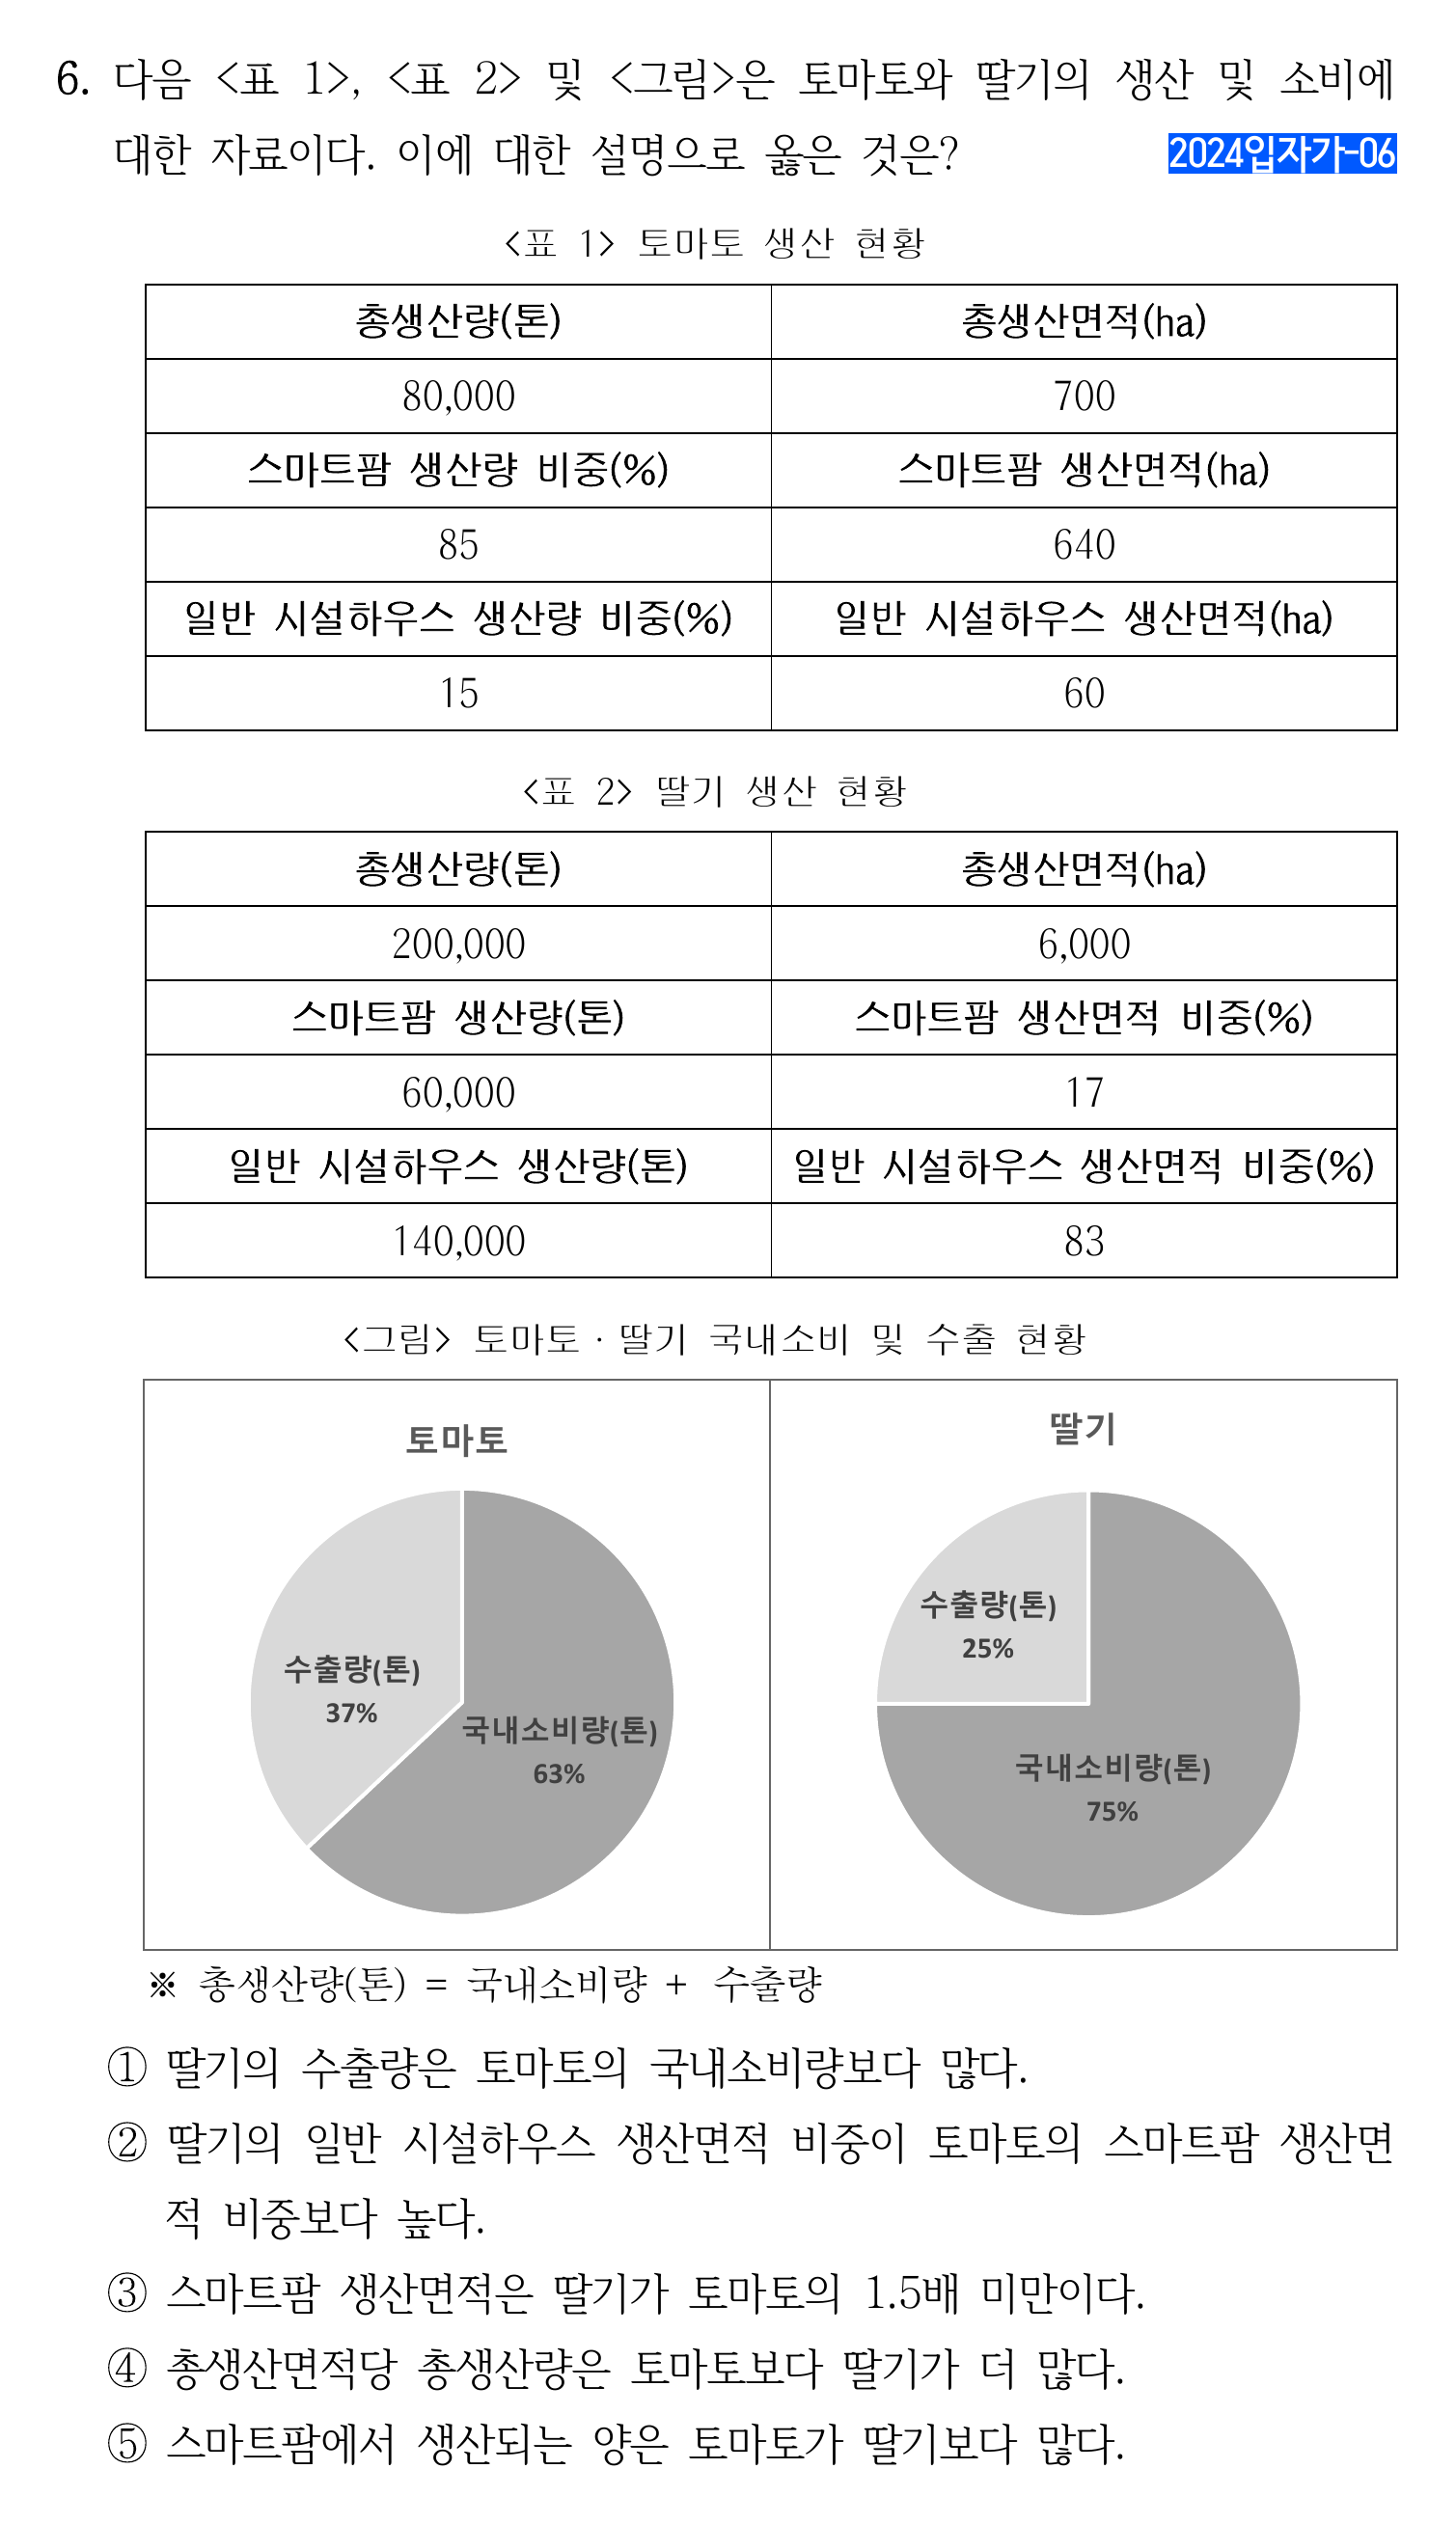 6. 다음 <표 1>, <표 2> 및 <그림>은 토마토와 딸기의 생산 및 소비에
대한 자료이다. 이에 대한 설명으로 옳은 것은? 2024입자가-06
<표 1> 토마토 생산 현황
총생산량(톤) 총생산면적(ha)
80,000 700
스마트팜 생산량 비중(%) 스마트팜 생산면적(ha)
85 640
일반 시설하우스 생산량 비중(%) 일반 시설하우스 생산면적(ha)
15 60
<표 2> 딸기 생산 현황
총생산량(톤) 총생산면적(ha)
200,000 6,000
스마트팜 생산량(톤) 스마트팜 생산면적 비중(%)
60,000 17
일반 시설하우스 생산량(톤) 일반 시설하우스 생산면적 비중(%)
140,000 83
<그림> 토마토·딸기 국내소비 및 수출 현황
토마토
수출량(톤)
37%
국내소비량(톤)
63%
딸기
수출량(톤)
25%
국내소비량(톤)
75%
※ 총생산량(톤) = 국내소비량 + 수출량
① 딸기의 수출량은 토마토의 국내소비량보다 많다.
② 딸기의 일반 시설하우스 생산면적 비중이 토마토의 스마트팜 생산면
적 비중보다 높다.
③ 스마트팜 생산면적은 딸기가 토마토의 1.5배 미만이다.
④ 총생산면적당 총생산량은 토마토보다 딸기가 더 많다.
⑤ 스마트팜에서 생산되는 양은 토마토가 딸기보다 많다.